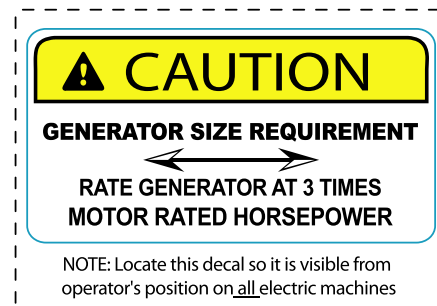 CAUTION
GENERATOR SIZE REQUIREMENT
RATE GENERATOR AT 3 TIMES
MOTOR RATED HORSEPOWER
NOTE: Locate this decal so it is visible from
operator's position on all electric machines